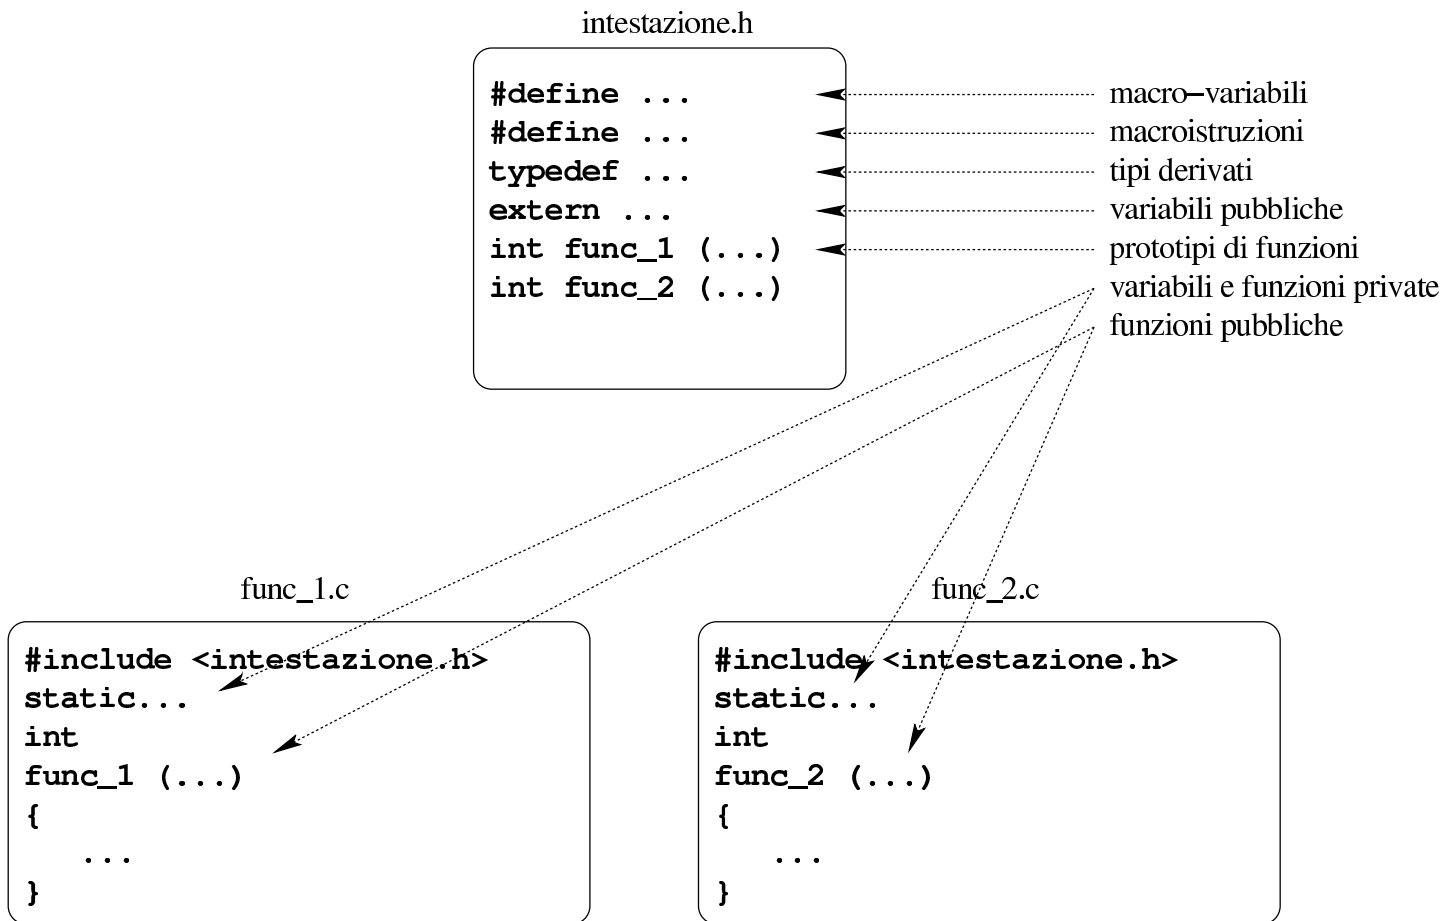 intestazione.h
#define ...
#define ...
typedef ...
extern ...
int func_1 (...)
int func_2 (...)
macro−variabili
macroistruzioni
tipi derivati
variabili pubbliche
prototipi di funzioni
variabili e funzioni private
funzioni pubbliche
func_1.c
#include <intestazione.h>
static...
int
func_1 (...)
{
...
}
func_2.c
#include <intestazione.h>
static...
int
func_2 (...)
{
...
}